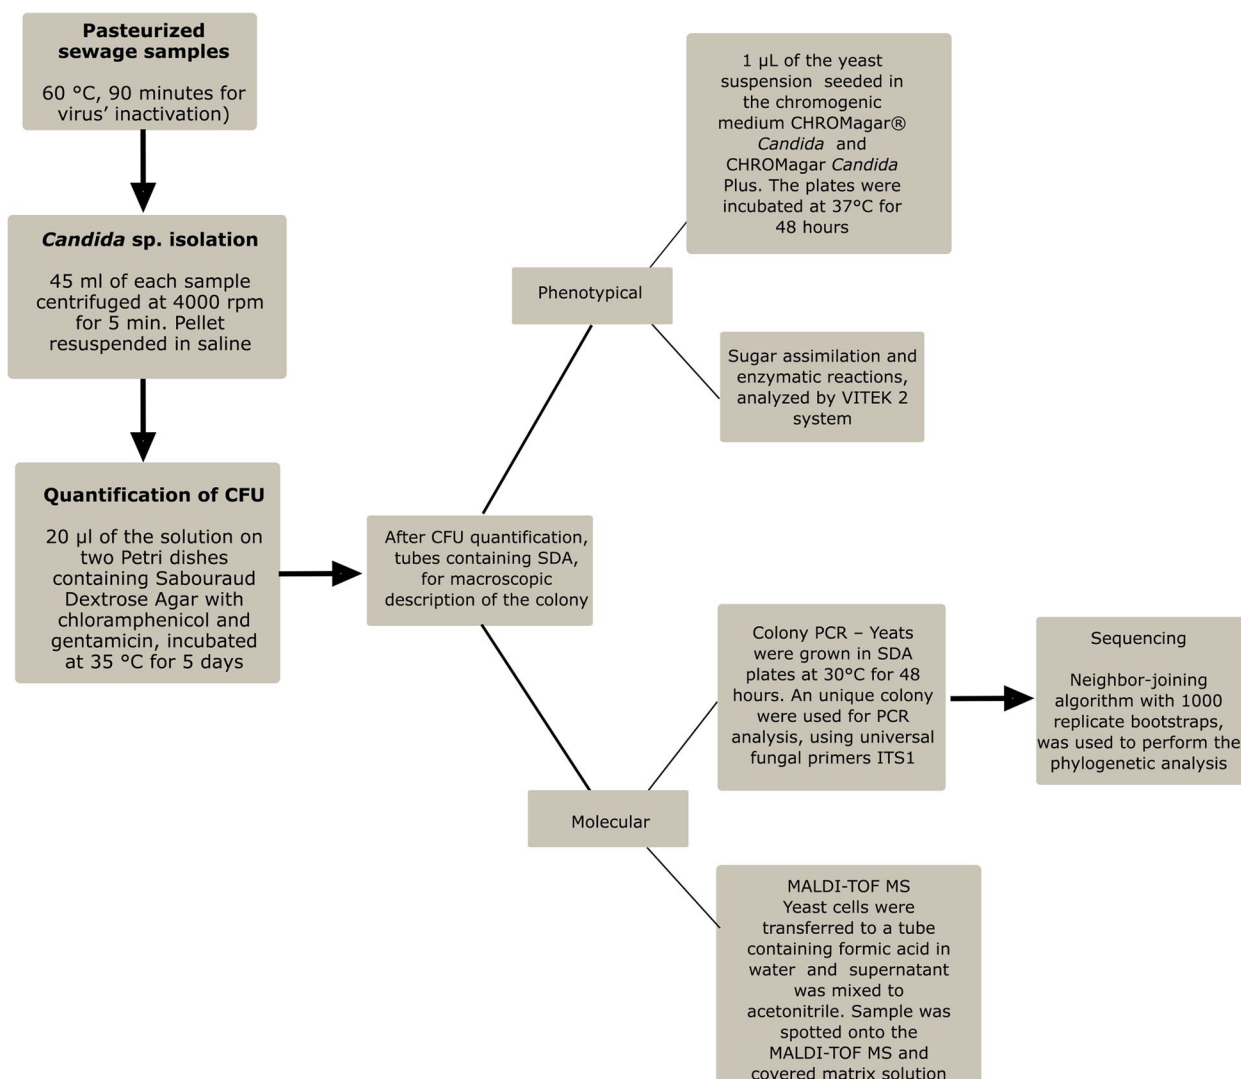 Pasteurized
sewage samples
60 °C, 90 minutes for
virus’ inactivation)
Candida sp. isolation
45 ml of each sample
centrifuged at 4000 rpm
for 5 min. Pellet
resuspended in saline
Quantification of CFU
20 µl of the solution on
two Petri dishes
containing Sabouraud
Dextrose Agar with
chloramphenicol and
gentamicin, incubated
at 35 °C for 5 days
After CFU quantification,
tubes containing SDA,
for macroscopic
description of the colony
Phenotypical
1 µL of the yeast
suspension seeded in
the chromogenic
medium CHROMagar®
Candida and
CHROMagar Candida
Plus. The plates were
incubated at 37°C for
48 hours
Sugar assimilation and
enzymatic reactions,
analyzed by VITEK 2
system
Molecular
Colony PCR – Yeats
were grown in SDA
plates at 30°C for 48
hours. An unique colony
were used for PCR
analysis, using universal
fungal primers ITS1
Sequencing
Neighbor-joining
algorithm with 1000
replicate bootstraps,
was used to perform the
phylogenetic analysis
MALDI-TOF MS
Yeast cells were
transferred to a tube
containing formic acid in
water and supernatant
was mixed to
acetonitrile. Sample was
spotted onto the
MALDI-TOF MS and
covered matrix solution